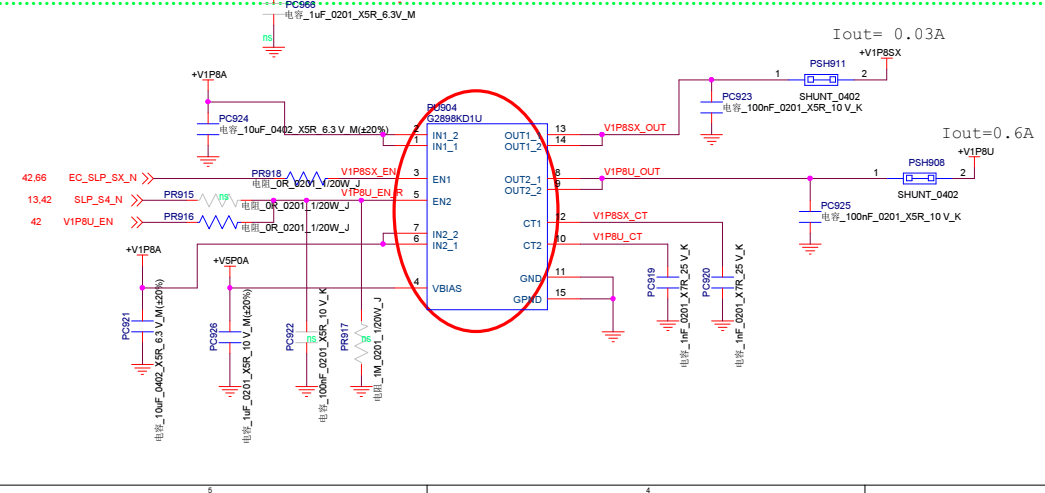 PC966
电容_1uF_0201_X5R_6.3V_M
ns
Iout= 0.03A
+V1P8SX
+V1P8A
PSH911
1
2
SHUNT_0402
PC924
电容_10uF_0402_X5R_6.3 V_M(±20%)
PC923
电容_100nF_0201_X5R_10 V_K
PU904
G2898KD1U
2
IN1_2
1
IN1_1
OUT1_1
13
V1P8SX_OUT
OUT1_2
14
Iout=0.6A
+V1P8U
PSH908
1
2
SHUNT_0402
42,66
EC_SLP_SX_N
PR918
电阻_0R_0201_1/20W_J
V1P8SX_EN
3
EN1
OUT2_1
8
V1P8U_OUT
OUT2_2
9
13,42
SLP_S4_N
PR915
ns
电阻_0R_0201_1/20W_J
V1P8U_EN_R
5
EN2
42
V1P8U_EN
PR916
电阻_0R_0201_1/20W_J
PC925
电容_100nF_0201_X5R_10 V_K
CT1
12
V1P8SX_CT
7
IN2_2
6
IN2_1
CT2
10
V1P8U_CT
+V1P8A
+V5P0A
GND
11
4
VBIAS
GPND
15
PC921
电容_10uF_0402_X5R_6.3 V_M(±20%)
PC926
电容_1uF_0201_X5R_10 V_M(±20%)
PC922
ns
电容_100nF_0201_X5R_10 V_K
PR917
ns
电阻_1M_0201_1/20W_J
PC919
电容_1nF_0201_X7R_25 V_K
PC920
电容_1nF_0201_X7R_25 V_K
5
4